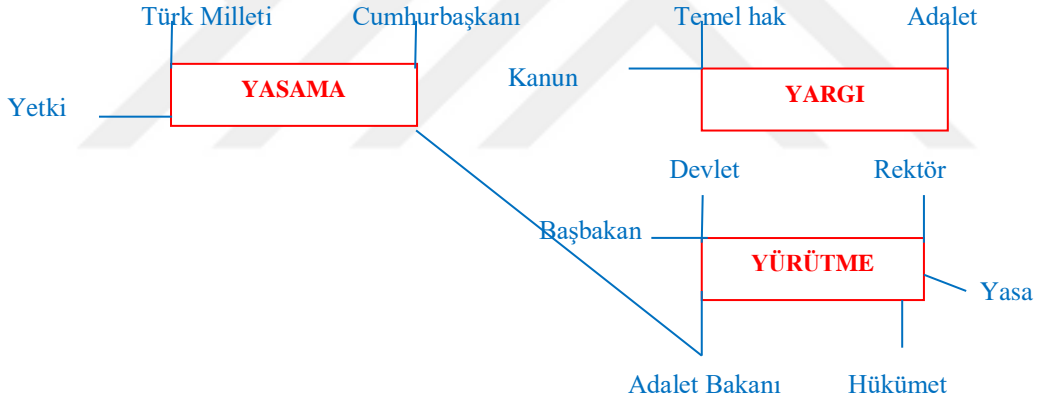 Türk Milleti
Cumhurbaşkanı
Temel hak
Adalet
YASAMA
Kanun
YARGI
Yetki
Devlet
Rektör
Başbakan
YÜRÜTME
Yasa
Adalet Bakanı
Hükümet